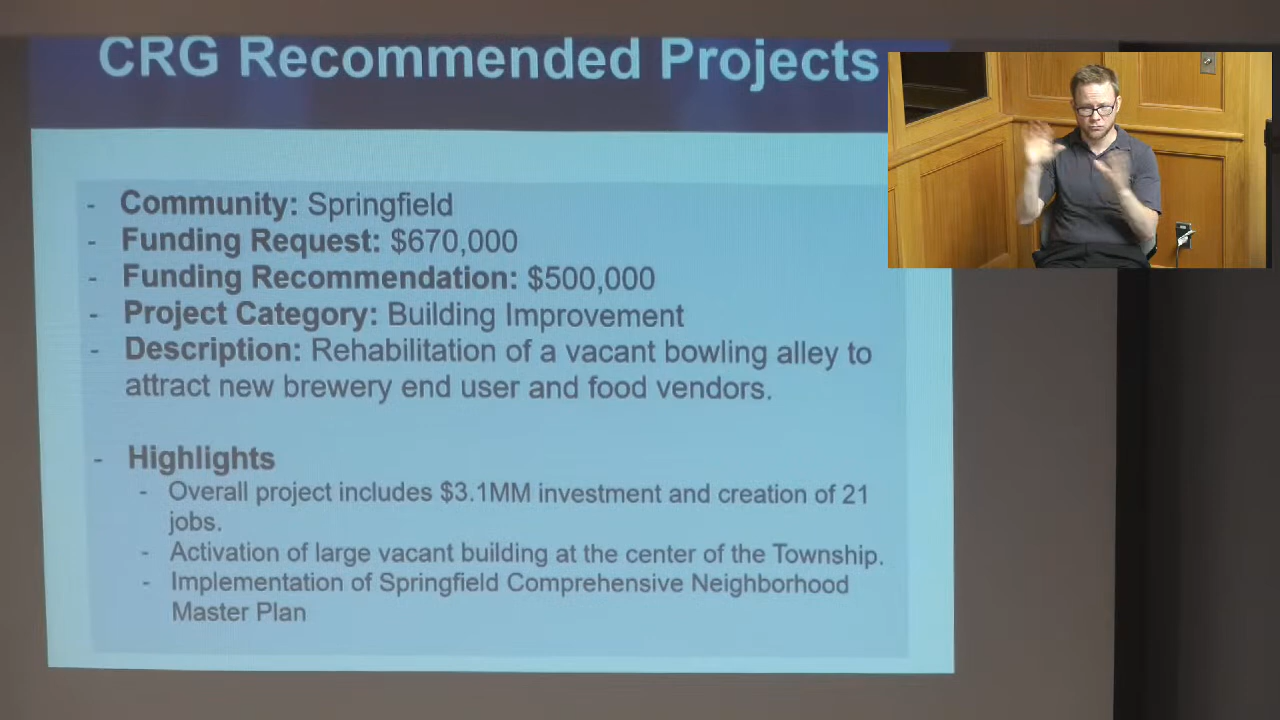 CRG Recommended Projects
- Community: Springfield
- Funding Request: $670,000
- Funding Recommendation: $500,000
- Project Category: Building Improvement
- Description: Rehabilitation of a vacant bowling alley to
attract new brewery end user and food vendors.
- Highlights
- Overall project includes $3.1MM investment and creation of 21
jobs.
- Activation of large vacant building at the center of the Township.
- Implementation of Springfield Comprehensive Neighborhood
Master Plan